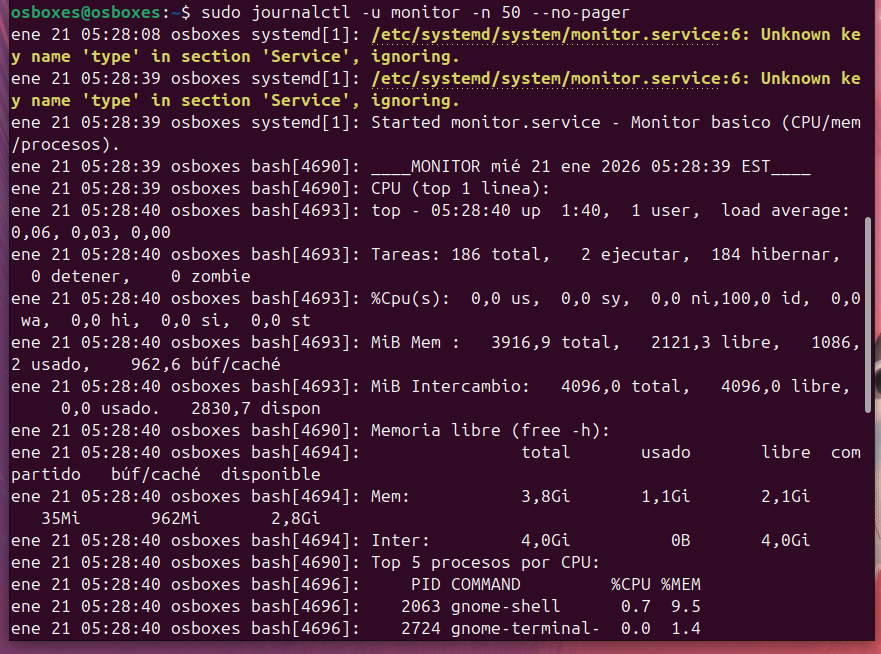 osboxes@osboxes:~$ sudo journalctl -u monitor -n 50 --no-pager
ene 21 05:28:08 osboxes systemd[1]: /etc/systemd/system/monitor.service:6: Unknown ke
y name 'type' in section 'Service', ignoring.
ene 21 05:28:39 osboxes systemd[1]: /etc/systemd/system/monitor.service:6: Unknown ke
y name 'type' in section 'Service', ignoring.
ene 21 05:28:39 osboxes systemd[1]: Started monitor.service - Monitor basico (CPU/mem
/procesos).
ene 21 05:28:39 osboxes bash[4690]: ____MONITOR mié 21 ene 2026 05:28:39 EST____
ene 21 05:28:39 osboxes bash[4690]: CPU (top 1 linea):
ene 21 05:28:40 osboxes bash[4693]: top - 05:28:40 up  1:40,  1 user,  load average:
0,06, 0,03, 0,00
ene 21 05:28:40 osboxes bash[4693]: Tareas: 186 total,   2 ejecutar,  184 hibernar,
  0 detener,    0 zombie
ene 21 05:28:40 osboxes bash[4693]: %Cpu(s):  0,0 us,  0,0 sy,  0,0 ni,100,0 id,  0,0
 wa,  0,0 hi,  0,0 si,  0,0 st
ene 21 05:28:40 osboxes bash[4693]: MiB Mem :   3916,9 total,   2121,3 libre,   1086,
2 usado,    962,6 búf/caché
ene 21 05:28:40 osboxes bash[4693]: MiB Intercambio:   4096,0 total,   4096,0 libre,
     0,0 usado.   2830,7 dispon
ene 21 05:28:40 osboxes bash[4690]: Memoria libre (free -h):
ene 21 05:28:40 osboxes bash[4694]:                total       usado       libre  com
partido   búf/caché  disponible
ene 21 05:28:40 osboxes bash[4694]: Mem:           3,8Gi       1,1Gi       2,1Gi
   35Mi       962Mi       2,8Gi
ene 21 05:28:40 osboxes bash[4694]: Inter:         4,0Gi          0B       4,0Gi
ene 21 05:28:40 osboxes bash[4690]: Top 5 procesos por CPU:
ene 21 05:28:40 osboxes bash[4696]:     PID COMMAND         %CPU %MEM
ene 21 05:28:40 osboxes bash[4696]:    2063 gnome-shell      0.7  9.5
ene 21 05:28:40 osboxes bash[4696]:    2724 gnome-terminal-  0.0  1.4